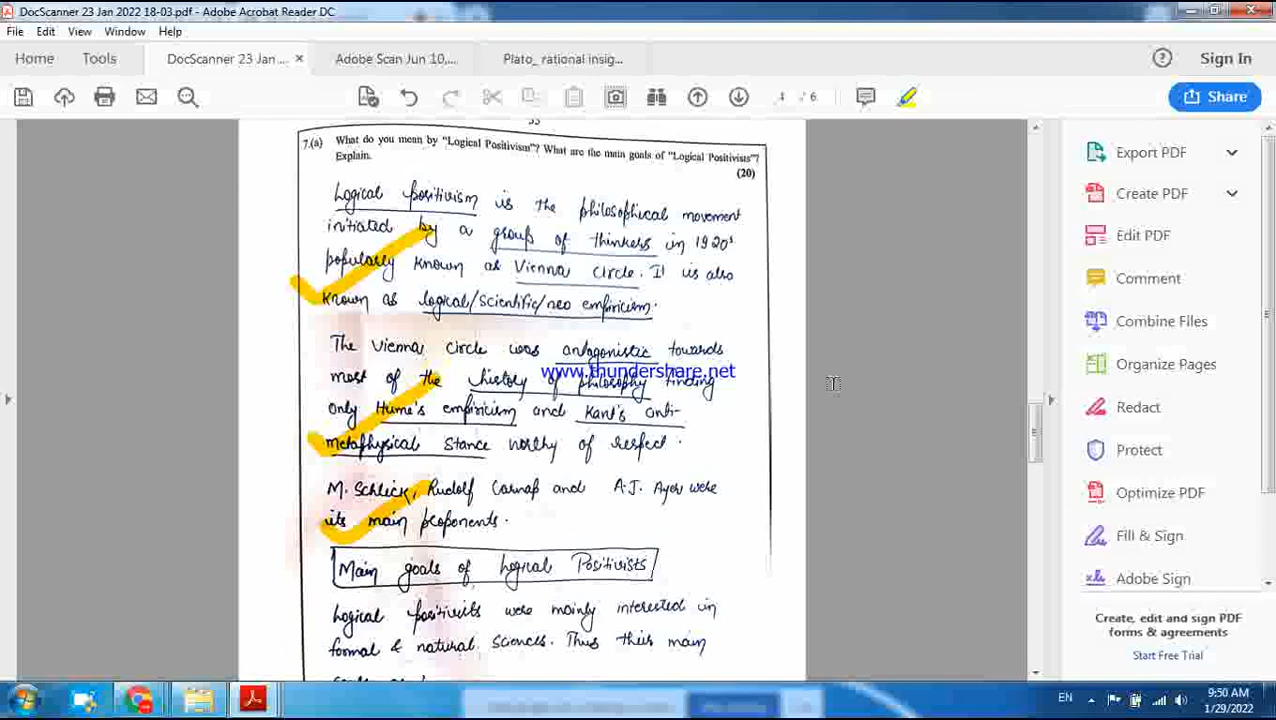 DocScanner 23 Jan 2022 18-03.pdf - Adobe Acrobat Reader DC
File Edit View Window Help
Home Tools DocScanner 23 Jan ... × Adobe Scan Jun 10,... Plato_ rational insig... Sign In
4 / 6 Share
33
7.(a) What do you mean by "Logical Positivism"? What are the main goals of "Logical Positivists"?
Explain.
(20)
Logical positivism is the philosophical movement
initiated by a group of thinkers in 1920s
popularly known as Vienna Circle. It is also
known as logical/scientific/neo empiricism.
The Vienna Circle was antagonistic towards
www.thundershare.net
most of the history of philosophy finding
only Hume's empiricism and Kant's anti-
metaphysical stance worthy of respect.
M. Schlick, Rudolf Carnap and A.J. Ayer were
its main proponents.
Main goals of Logical Positivists
Logical positivists were mainly interested in
formal & natural sciences. Thus their main
Export PDF
Create PDF
Edit PDF
Comment
Combine Files
Organize Pages
Redact
Protect
Optimize PDF
Fill & Sign
Adobe Sign
Create, edit and sign PDF
forms & agreements
Start Free Trial
EN
9:50 AM
1/29/2022